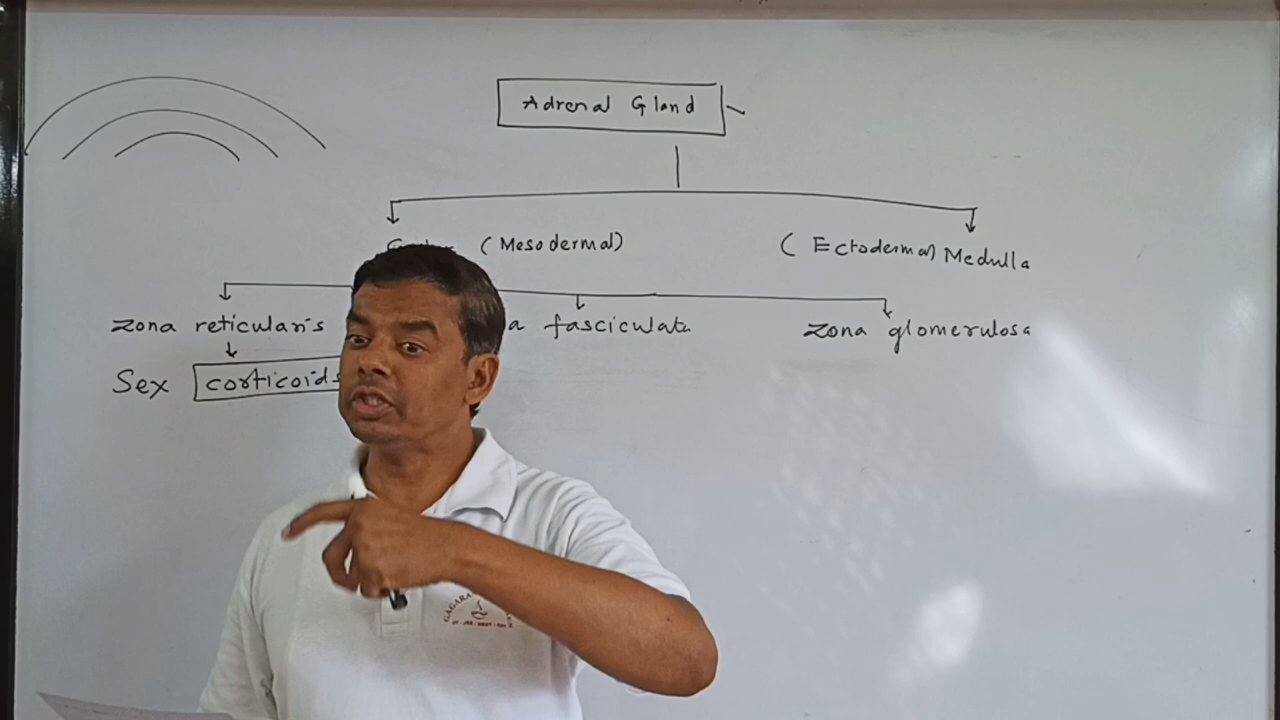 Adrenal Gland
(Mesodermal) (Ectodermal) Medulla
Zona reticularis a fasciculata Zona glomerulosa
Sex corticoids